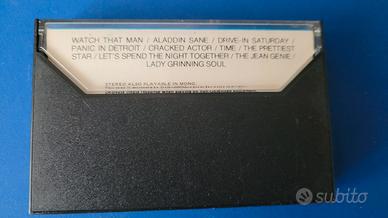 WATCH THAT MAN / ALADDIN SANE / DRIVE-IN SATURDAY /
PANIC IN DETROIT / CRACKED ACTOR / TIME / THE PRETTIEST
STAR / LET'S SPEND THE NIGHT TOGETHER / THE JEAN GENIE /
LADY GRINNING SOUL
STEREO ALSO PLAYABLE IN MONO.
subito